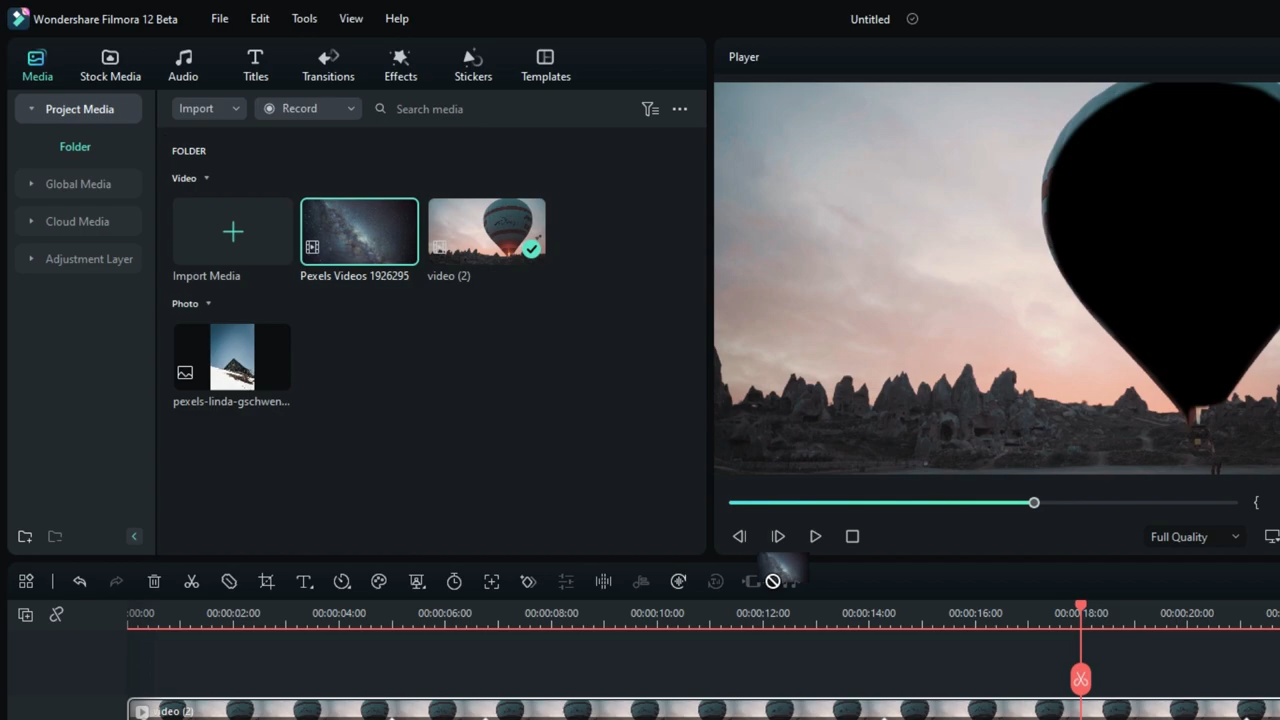 Wondershare Filmora 12 Beta File Edit Tools View Help Untitled
Media Stock Media Audio Titles Transitions Effects Stickers Templates
Player
Project Media
Import Record Search media
Folder
Global Media
Cloud Media
Adjustment Layer
FOLDER
Video
Import Media Pexels Videos 1926295 video (2)
Photo
pexels-linda-gschwen...
Full Quality
:00:00 00:00:02:00 00:00:04:00 00:00:06:00 00:00:08:00 00:00:10:00 00:00:12:00 00:00:14:00 00:00:16:00 00:00:18:00 00:00:20:00
video (2)